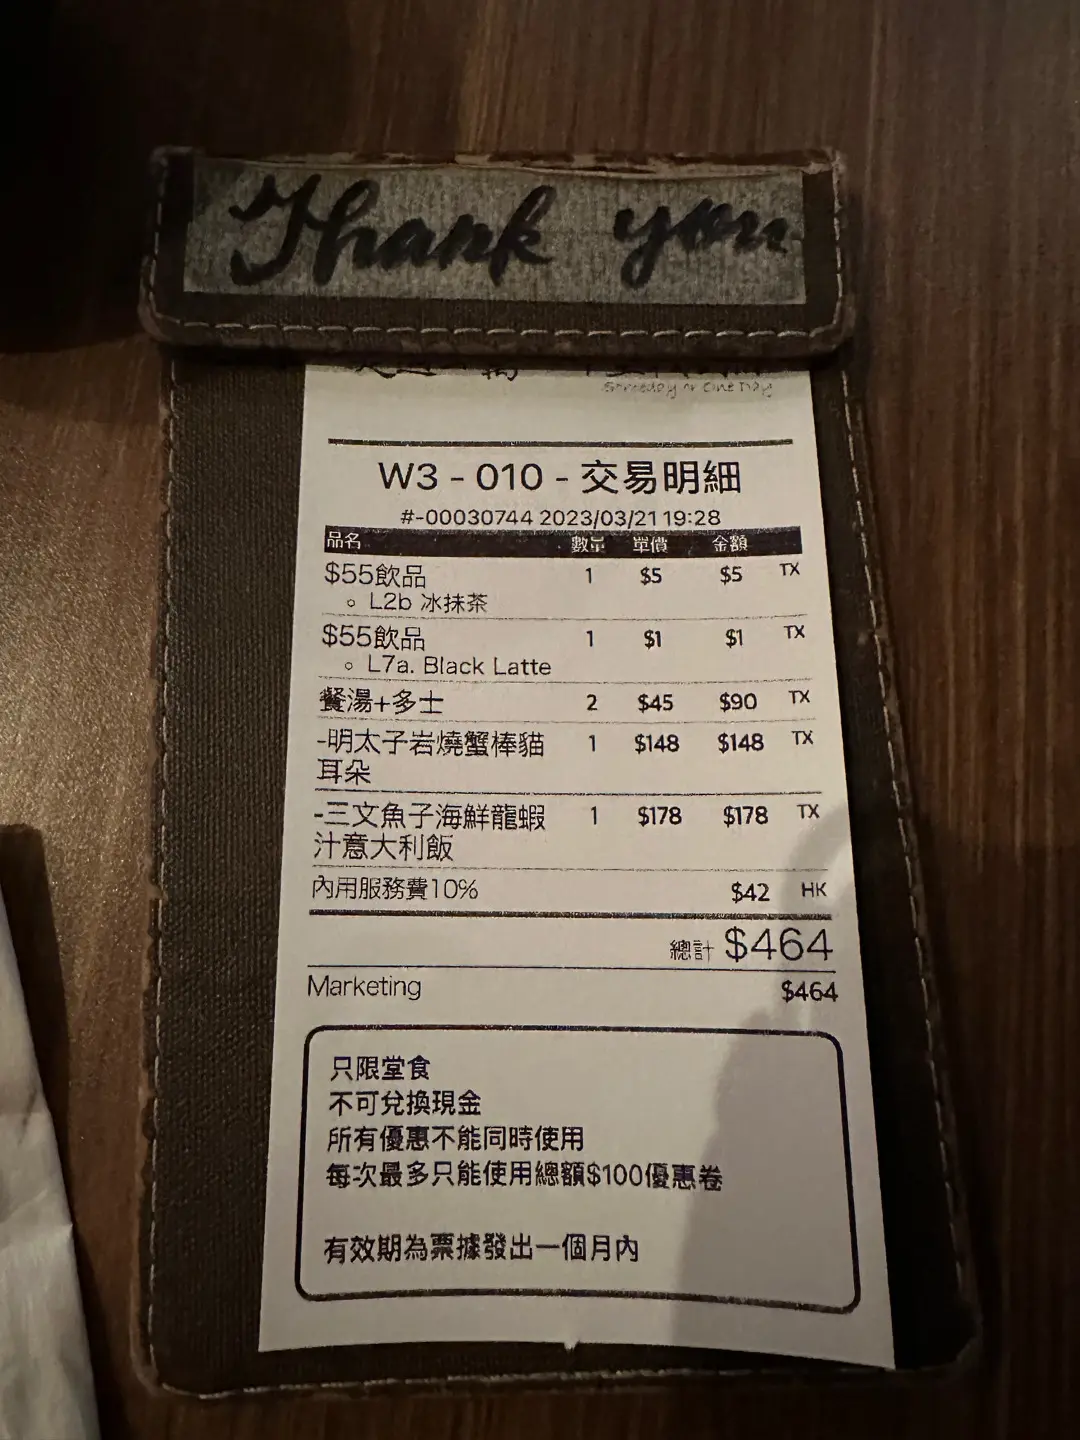 Thank you
Someday or One Day
W3 - 010 - 交易明細
#-00030744 2023/03/21 19:28
品名 數量 單價 金額
$55飲品 1 $5 $5 TX
◦ L2b 冰抹茶
$55飲品 1 $1 $1 TX
◦ L7a. Black Latte
餐湯+多士 2 $45 $90 TX
-明太子岩燒蟹棒貓 1 $148 $148 TX
耳朵
-三文魚子海鮮龍蝦 1 $178 $178 TX
汁意大利飯
內用服務費10% $42 HK
總計 $464
Marketing $464
只限堂食
不可兌換現金
所有優惠不能同時使用
每次最多只能使用總額$100優惠卷
有效期為票據發出一個月內